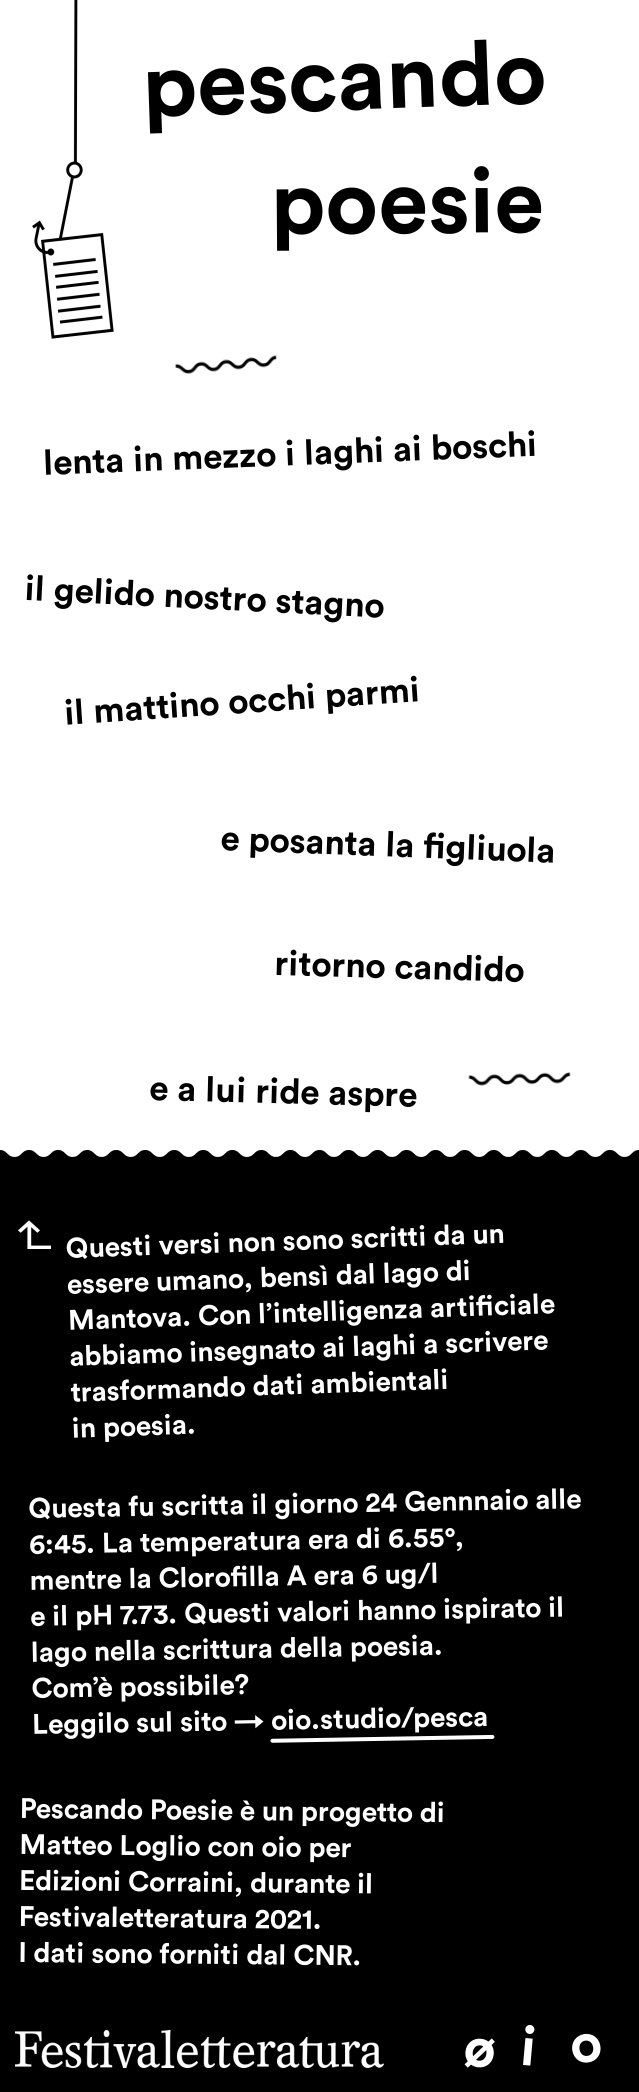 pescando
poesie
lenta in mezzo i laghi ai boschi
il gelido nostro stagno
il mattino occhi parmi
e posanta la figliuola
ritorno candido
e a lui ride aspre
Questi versi non sono scritti da un
essere umano, bensì dal lago di
Mantova. Con l’intelligenza artificiale
abbiamo insegnato ai laghi a scrivere
trasformando dati ambientali
in poesia.
Questa fu scritta il giorno 24 Gennnaio alle
6:45. La temperatura era di 6.55°,
mentre la Clorofilla A era 6 ug/l
e il pH 7.73. Questi valori hanno ispirato il
lago nella scrittura della poesia.
Com’è possibile?
Leggilo sul sito → oio.studio/pesca
Pescando Poesie è un progetto di
Matteo Loglio con oio per
Edizioni Corraini, durante il
Festivaletteratura 2021.
I dati sono forniti dal CNR.
Festivaletteratura ø i o